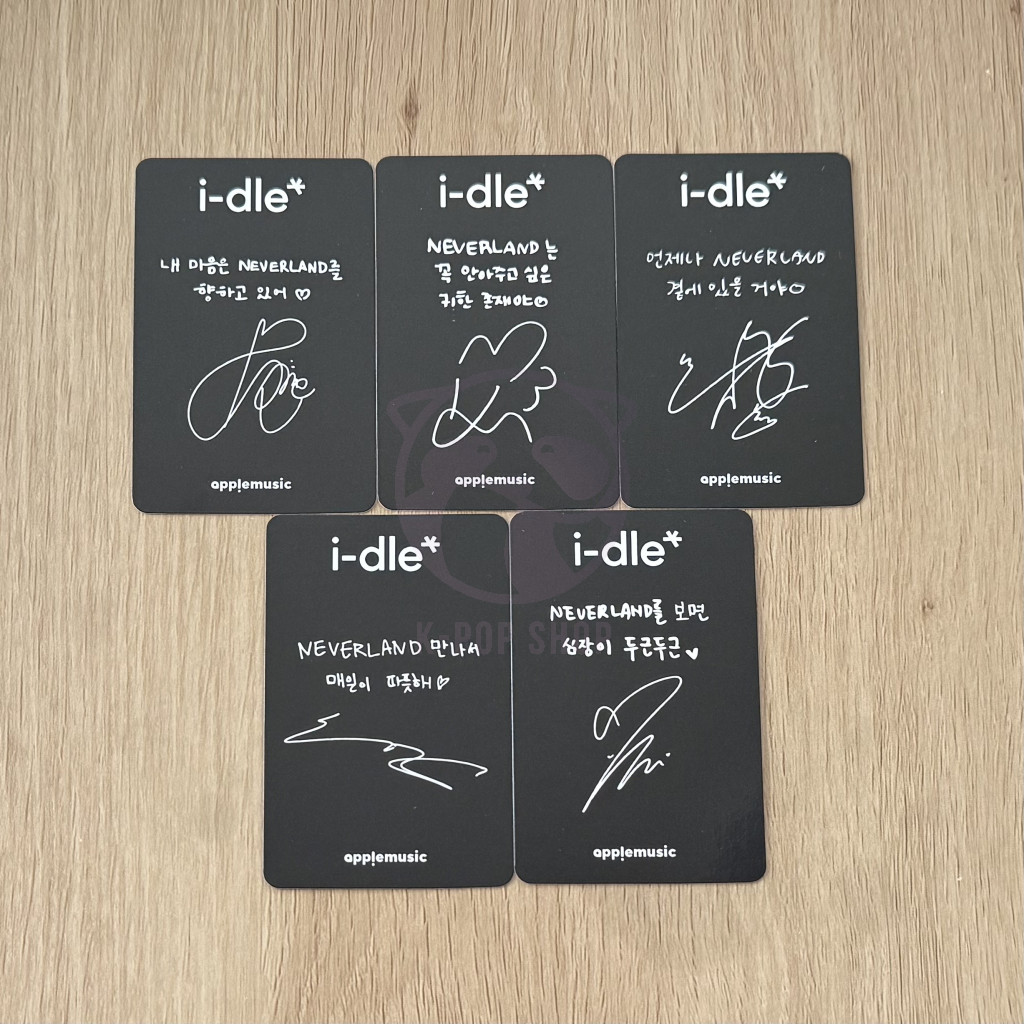 i-dle*
내 마음은 NEVERLAND를
향하고 있어 ♡
applemusic
i-dle*
NEVERLAND는
꼭 안아주고 싶은
귀한 존재야♡
applemusic
i-dle*
언제나 NEVERLAND
곁에 있을 거야♡
applemusic
i-dle*
NEVERLAND 만나서
매일이 따뜻해♡
applemusic
i-dle*
NEVERLAND를 보면
심장이 두근두근♥
applemusic
K-POP SHOP